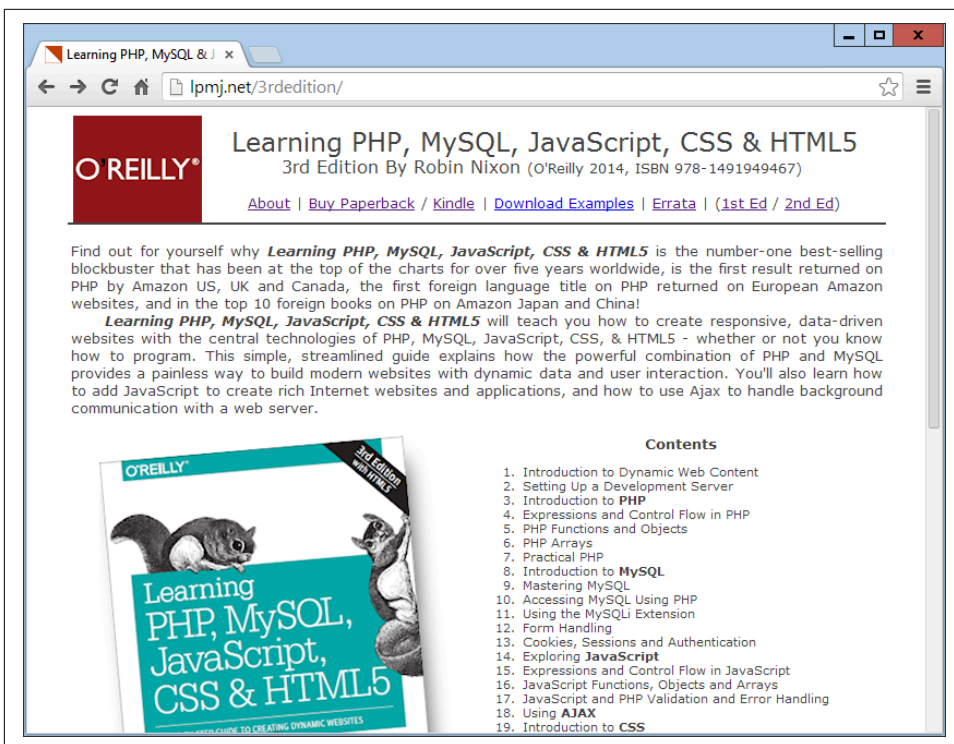 Learning PHP, MySQL & J
lpmj.net/3rdedition/
O'REILLY®
Learning PHP, MySQL, JavaScript, CSS & HTML5
3rd Edition By Robin Nixon (O'Reilly 2014, ISBN 978-1491949467)
About | Buy Paperback / Kindle | Download Examples | Errata | (1st Ed / 2nd Ed)
Find out for yourself why Learning PHP, MySQL, JavaScript, CSS & HTML5 is the number-one best-selling
blockbuster that has been at the top of the charts for over five years worldwide, is the first result returned on
PHP by Amazon US, UK and Canada, the first foreign language title on PHP returned on European Amazon
websites, and in the top 10 foreign books on PHP on Amazon Japan and China!
Learning PHP, MySQL, JavaScript, CSS & HTML5 will teach you how to create responsive, data-driven
websites with the central technologies of PHP, MySQL, JavaScript, CSS, & HTML5 - whether or not you know
how to program. This simple, streamlined guide explains how the powerful combination of PHP and MySQL
provides a painless way to build modern websites with dynamic data and user interaction. You'll also learn how
to add JavaScript to create rich Internet websites and applications, and how to use Ajax to handle background
communication with a web server.
O'REILLY®
3rd Edition
with HTML5
Learning
PHP, MySQL,
JavaScript,
CSS & HTML5
GUIDE TO CREATING DYNAMIC WEBSITES
Contents
1. Introduction to Dynamic Web Content
2. Setting Up a Development Server
3. Introduction to PHP
4. Expressions and Control Flow in PHP
5. PHP Functions and Objects
6. PHP Arrays
7. Practical PHP
8. Introduction to MySQL
9. Mastering MySQL
10. Accessing MySQL Using PHP
11. Using the MySQLi Extension
12. Form Handling
13. Cookies, Sessions and Authentication
14. Exploring JavaScript
15. Expressions and Control Flow in JavaScript
16. JavaScript Functions, Objects and Arrays
17. JavaScript and PHP Validation and Error Handling
18. Using AJAX
19. Introduction to CSS